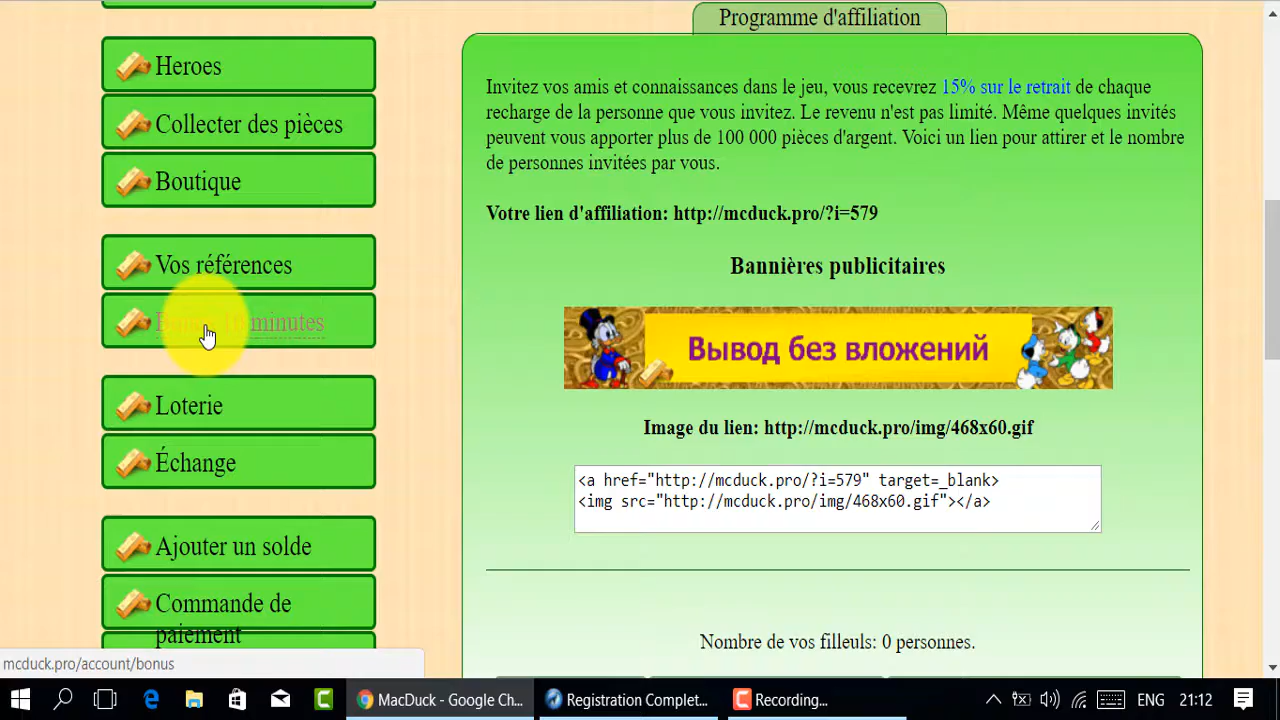 Heroes
Collecter des pièces
Boutique
Vos références
minutes
Loterie
Échange
Ajouter un solde
Commande de
paiement
Programme d'affiliation
Invitez vos amis et connaissances dans le jeu, vous recevrez 15% sur le retrait de chaque
recharge de la personne que vous invitez. Le revenu n'est pas limité. Même quelques invités
peuvent vous apporter plus de 100 000 pièces d'argent. Voici un lien pour attirer et le nombre
de personnes invitées par vous.
Votre lien d'affiliation: http://mcduck.pro/?i=579
Bannières publicitaires
Вывод без вложений
Image du lien: http://mcduck.pro/img/468x60.gif
<a href="http://mcduck.pro/?i=579" target=_blank>
<img src="http://mcduck.pro/img/468x60.gif"></a>
Nombre de vos filleuls: 0 personnes.
mcduck.pro/account/bonus
MacDuck - Google Ch...
Registration Complet...
Recording...
ENG
21:12